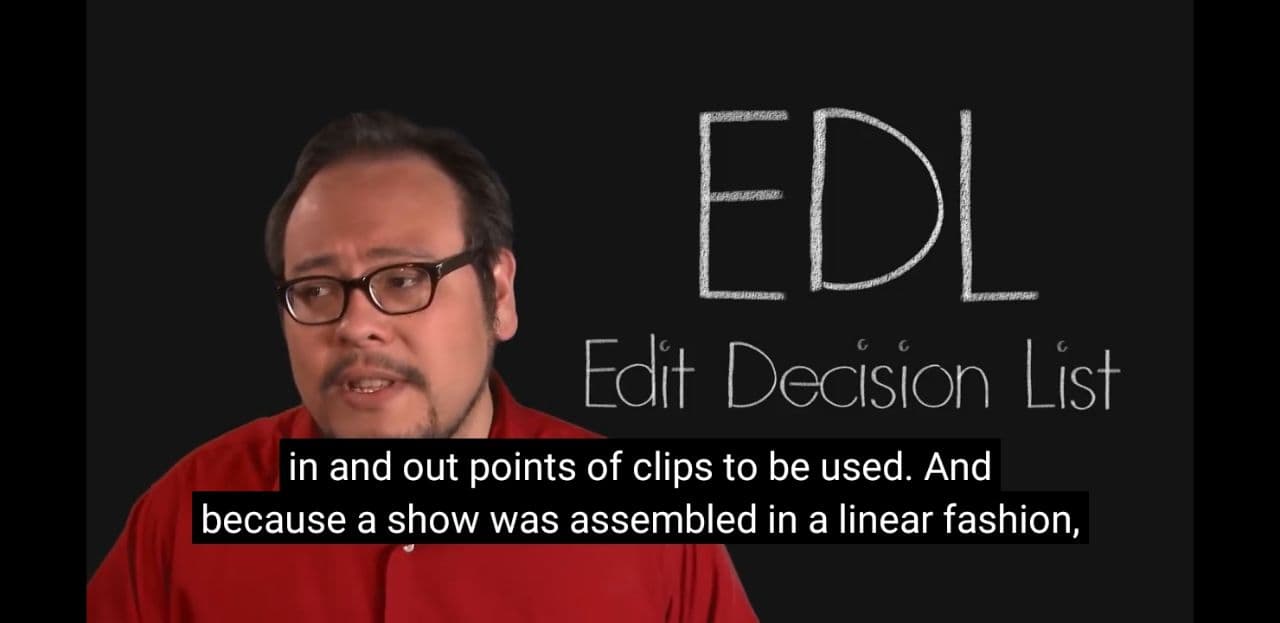 EDL
Edit Decision List
in and out points of clips to be used. And
because a show was assembled in a linear fashion,